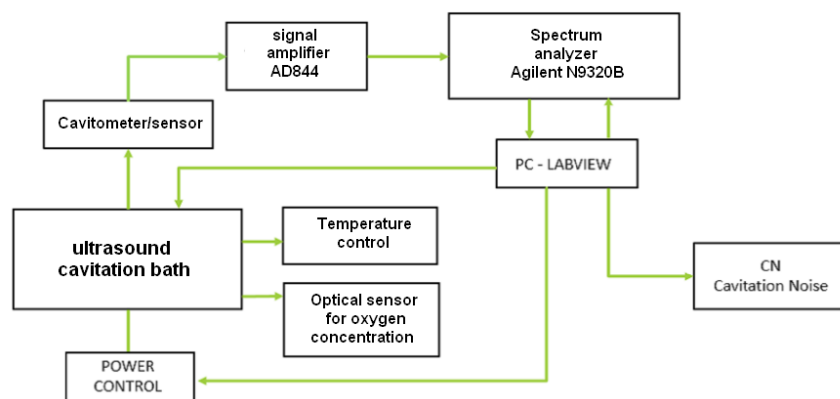 signal
amplifier
AD844
Spectrum
analyzer
Agilent N9320B
Cavitometer/sensor
PC - LABVIEW
ultrasound
cavitation bath
Temperature
control
CN
Cavitation Noise
Optical sensor
for oxygen
concentration
POWER
CONTROL